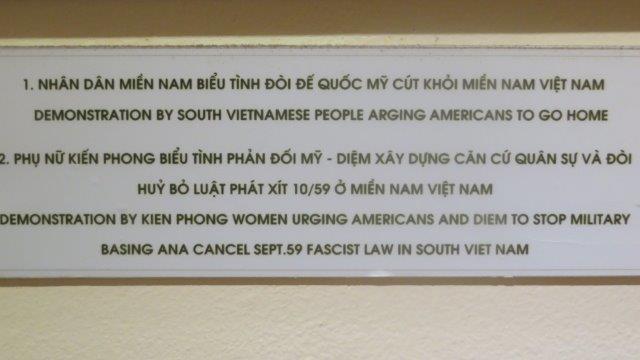 1. NHÂN DÂN MIỀN NAM BIỂU TÌNH ĐÒI ĐẾ QUỐC MỸ CÚT KHỎI MIỀN NAM VIỆT NAM
DEMONSTRATION BY SOUTH VIETNAMESE PEOPLE ARGING AMERICANS TO GO HOME
2. PHỤ NỮ KIẾN PHONG BIỂU TÌNH PHẢN ĐỐI MỸ - DIỆM XÂY DỰNG CĂN CỨ QUÂN SỰ VÀ ĐÒI
HUỶ BỎ LUẬT PHÁT XÍT 10/59 Ở MIỀN NAM VIỆT NAM
DEMONSTRATION BY KIEN PHONG WOMEN URGING AMERICANS AND DIEM TO STOP MILITARY
BASING ANA CANCEL SEPT.59 FASCIST LAW IN SOUTH VIET NAM